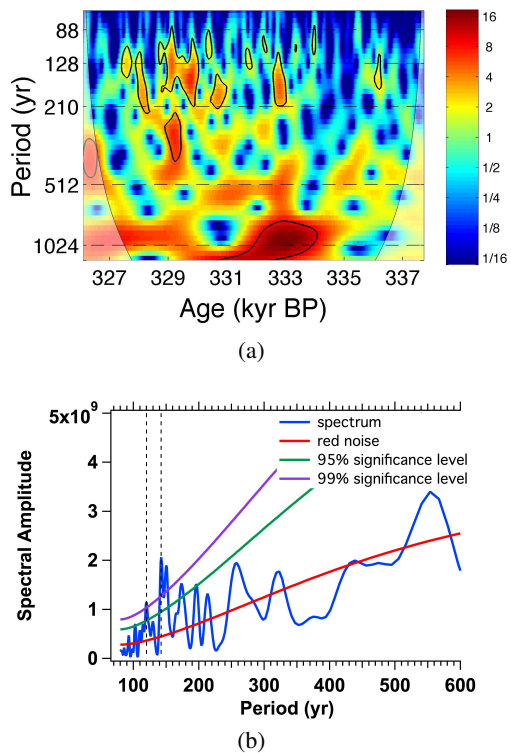 88
128
210
512
1024
Period (yr)
327 329 331 333 335 337
Age (kyr BP)
16
8
4
2
1
1/2
1/4
1/8
1/16
(a)
5x10⁹
4
3
2
1
0
Spectral Amplitude
spectrum
red noise
95% significance level
99% significance level
100 200 300 400 500 600
Period (yr)
(b)